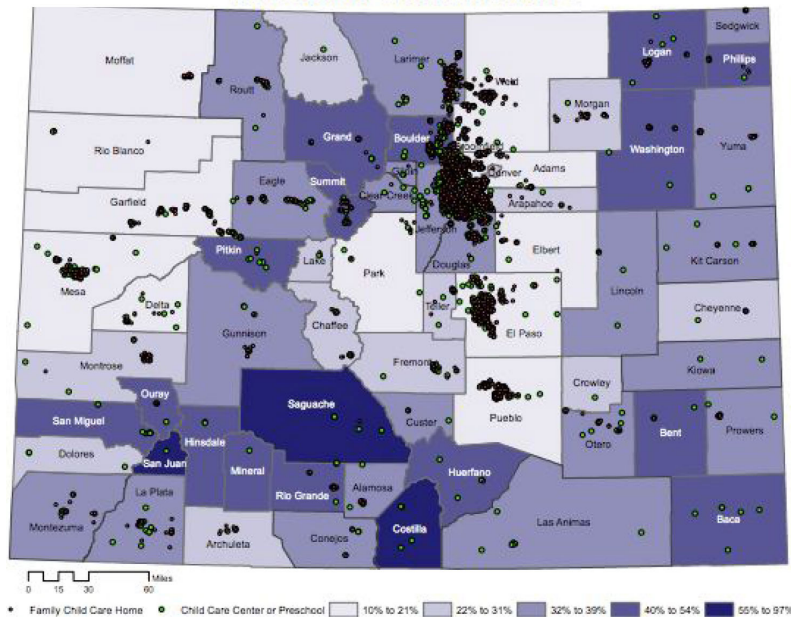 Sedgwick
Logan
Phillips
Moffat
Jackson
Larimer
Weld
Routt
Morgan
Grand
Boulder
Washington
Yuma
Rio Blanco
Broomfield
Adams
Denver
Eagle
Summit
Gilpin
Clear Creek
Arapahoe
Garfield
Jefferson
Elbert
Kit Carson
Pitkin
Lake
Park
Douglas
Lincoln
Mesa
Delta
Teller
El Paso
Cheyenne
Gunnison
Chaffee
Montrose
Fremont
Crowley
Kiowa
Ouray
Saguache
Custer
Pueblo
San Miguel
Hinsdale
Otero
Bent
Prowers
Dolores
San Juan
Mineral
Huerfano
Rio Grande
Alamosa
La Plata
Montezuma
Archuleta
Conejos
Costilla
Las Animas
Baca
Miles
0 15 30 60
Family Child Care Home Child Care Center or Preschool 10% to 21% 22% to 31% 32% to 39% 40% to 54% 55% to 97%